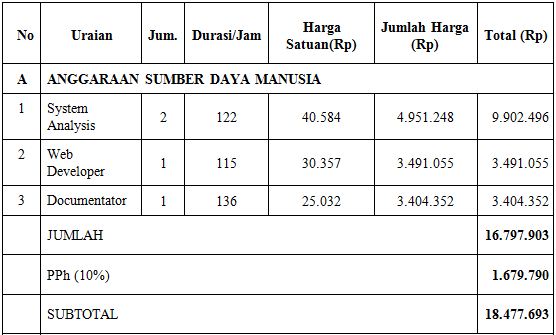 No Uraian Jum. Durasi/Jam Harga Satuan(Rp) Jumlah Harga (Rp) Total (Rp)
A ANGGARAAN SUMBER DAYA MANUSIA
1 System Analysis 2 122 40.584 4.951.248 9.902.496
2 Web Developer 1 115 30.357 3.491.055 3.491.055
3 Documentator 1 136 25.032 3.404.352 3.404.352
JUMLAH 16.797.903
PPh (10%) 1.679.790
SUBTOTAL 18.477.693